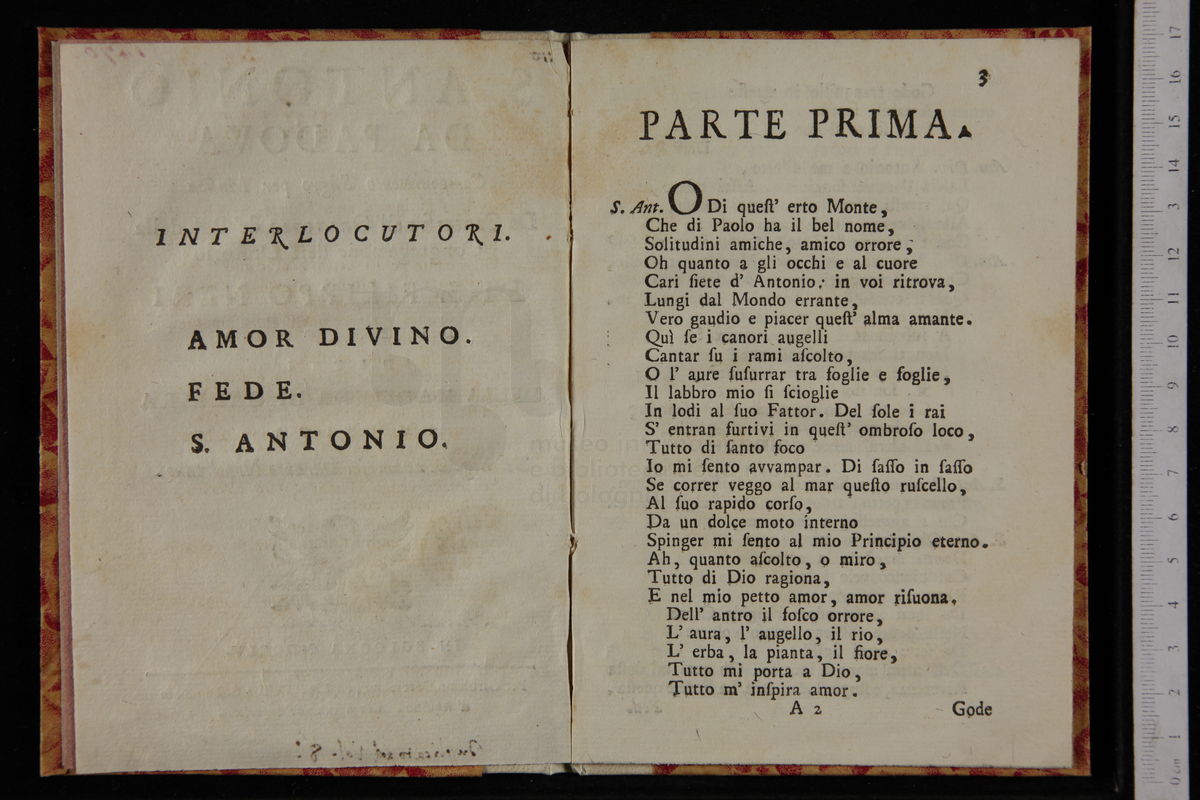 INTERLOCUTORI.
AMOR DIVINO.
FEDE.
S. ANTONIO.
3
PARTE PRIMA.
S. Ant. O Di queſt' erto Monte,
Che di Paolo ha il bel nome,
Solitudini amiche, amico orrore,
Oh quanto a gli occhi e al cuore
Cari ſiete d' Antonio: in voi ritrova,
Lungi dal Mondo errante,
Vero gaudio e piacer queſt' alma amante.
Quì ſe i canori augelli
Cantar ſu i rami aſcolto,
O l' aure ſuſurrar tra foglie e foglie,
Il labbro mio ſi ſcioglie
In lodi al ſuo Fattor. Del ſole i rai
S' entran furtivi in queſt' ombroſo loco,
Tutto di ſanto foco
Io mi ſento avvampar. Di ſaſſo in ſaſſo
Se correr veggo al mar queſto ruſcello,
Al ſuo rapido corſo,
Da un dolce moto interno
Spinger mi ſento al mio Principio eterno.
Ah, quanto aſcolto, o miro,
Tutto di Dio ragiona,
E nel mio petto amor, amor riſuona.
Dell' antro il foſco orrore,
L' aura, l' augello, il rio,
L' erba, la pianta, il fiore,
Tutto mi porta a Dio,
Tutto m' inſpira amor.
A 2 Gode